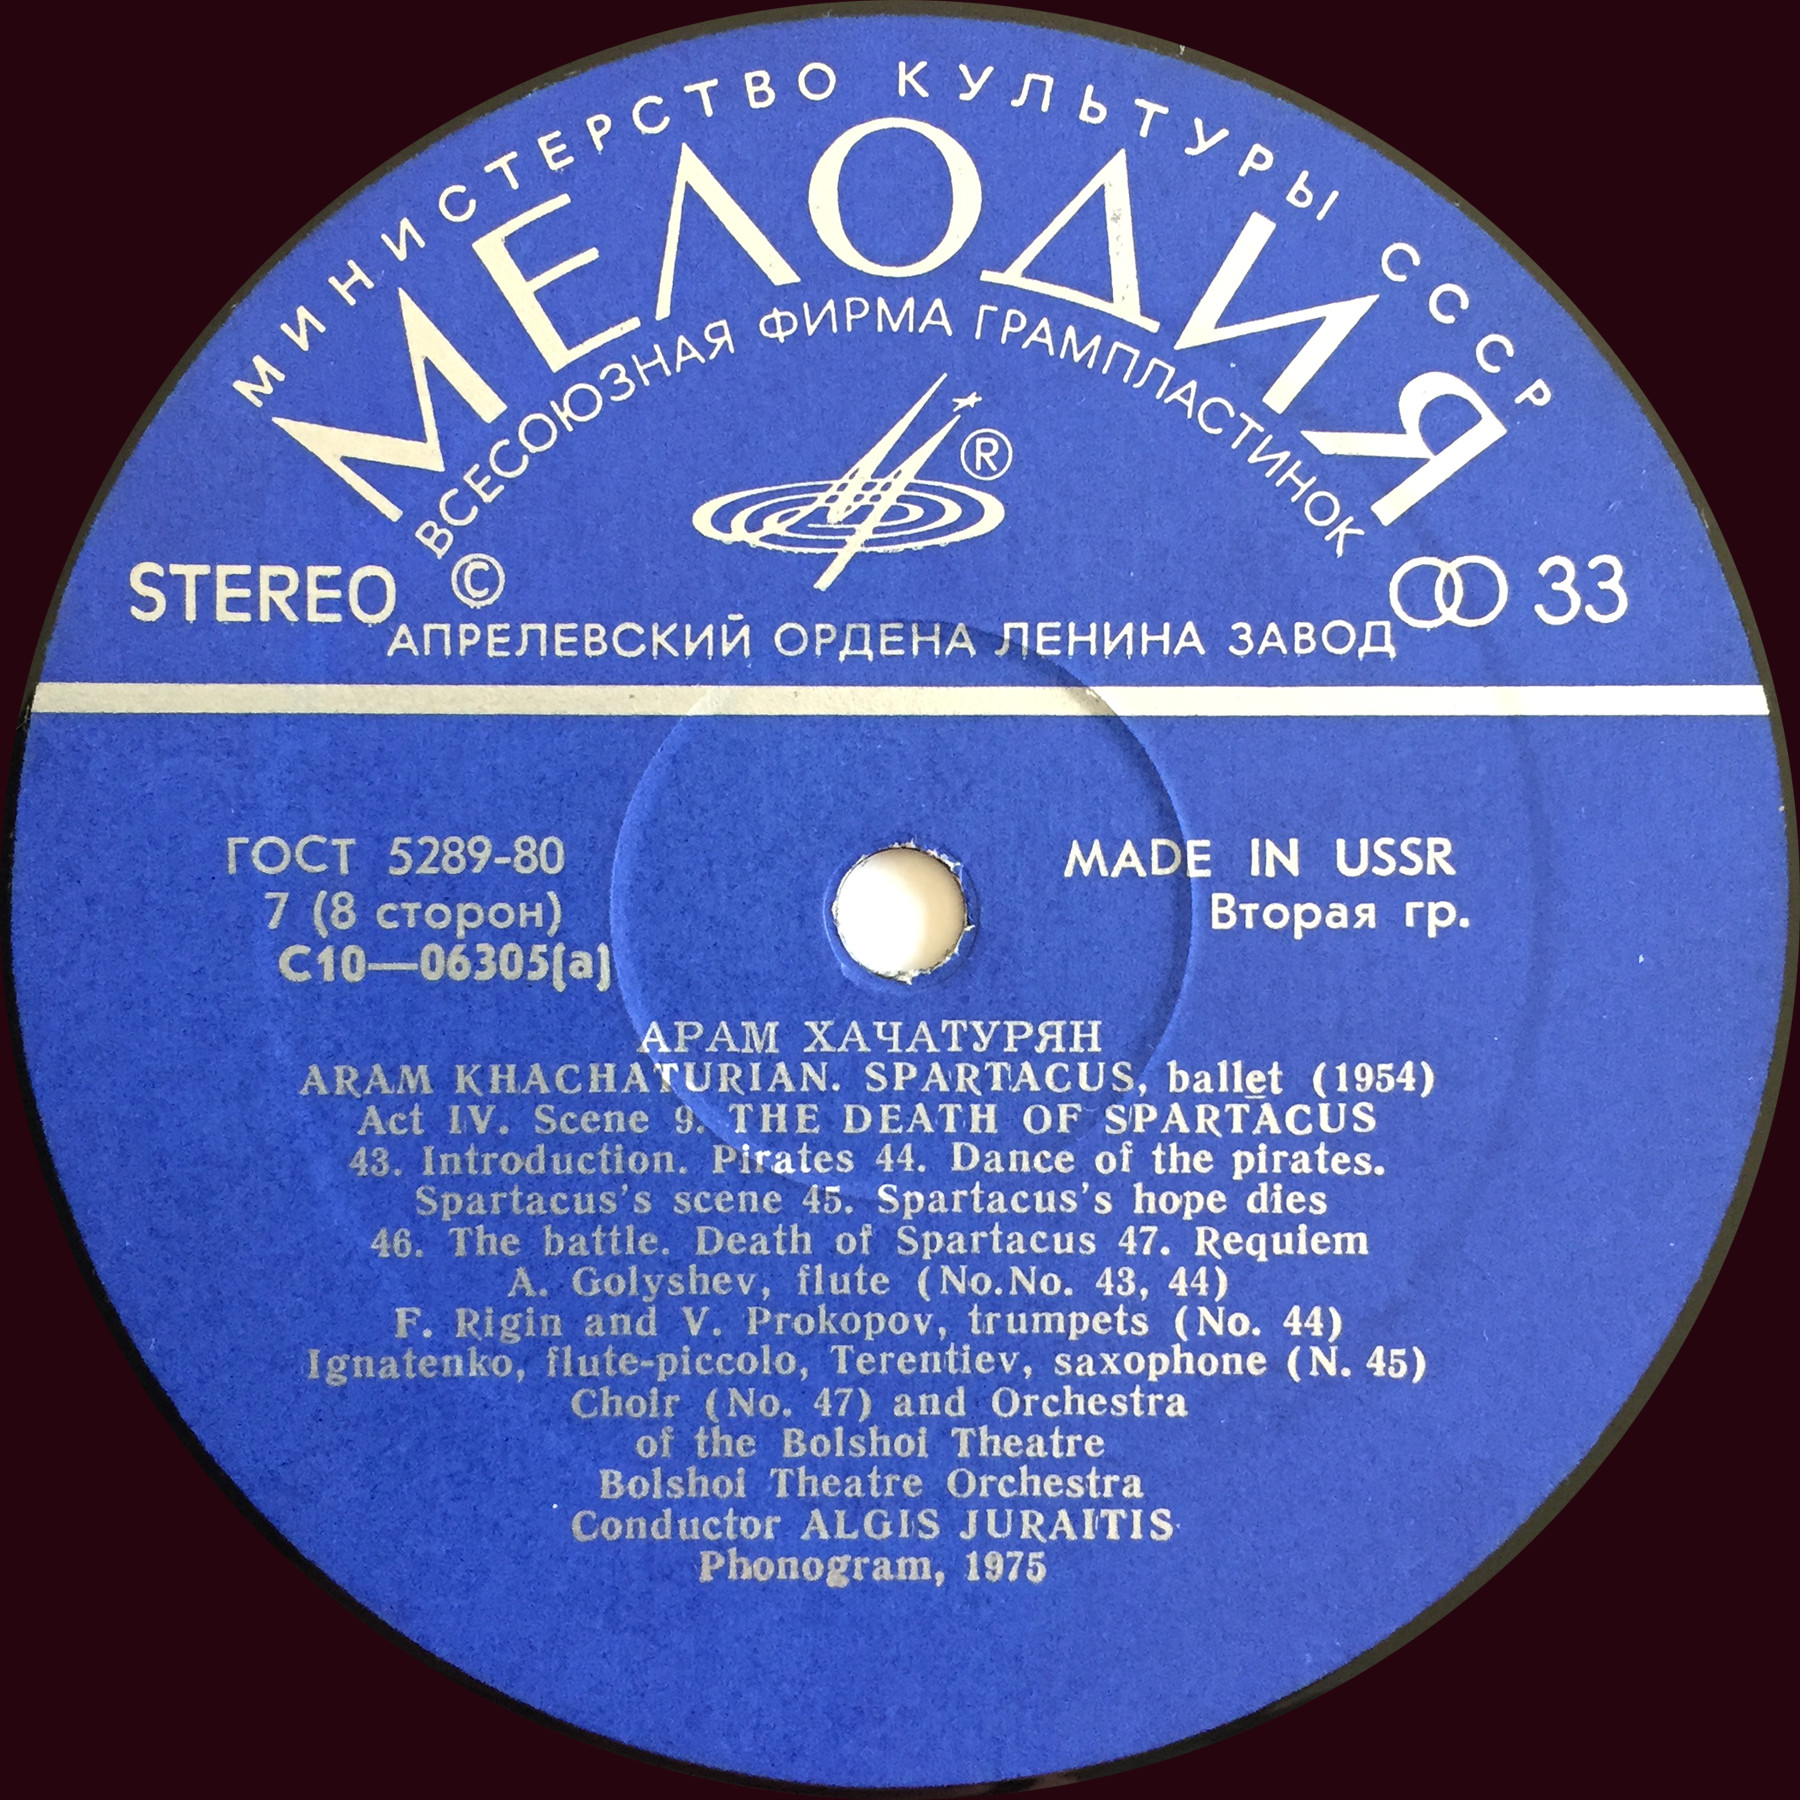 МИНИСТЕРСТВО КУЛЬТУРЫ СССР
МЕЛОДИЯ
ВСЕСОЮЗНАЯ ФИРМА ГРАМПЛАСТИНОК
®
STEREO © 33
АПРЕЛЕВСКИЙ ОРДЕНА ЛЕНИНА ЗАВОД
ГОСТ 5289-80 MADE IN USSR
7 (8 сторон) Вторая гр.
С10—06305(а)
АРАМ ХАЧАТУРЯН
ARAM KHACHATURIAN. SPARTACUS, ballet (1954)
Act IV. Scene 9. THE DEATH OF SPARTACUS
43. Introduction. Pirates 44. Dance of the pirates.
Spartacus's scene 45. Spartacus's hope dies
46. The battle. Death of Spartacus 47. Requiem
A. Golyshev, flute (No.No. 43, 44)
F. Rigin and V. Prokopov, trumpets (No. 44)
Ignatenko, flute-piccolo, Terentiev, saxophone (N. 45)
Choir (No. 47) and Orchestra
of the Bolshoi Theatre
Bolshoi Theatre Orchestra
Conductor ALGIS JURAITIS
Phonogram, 1975